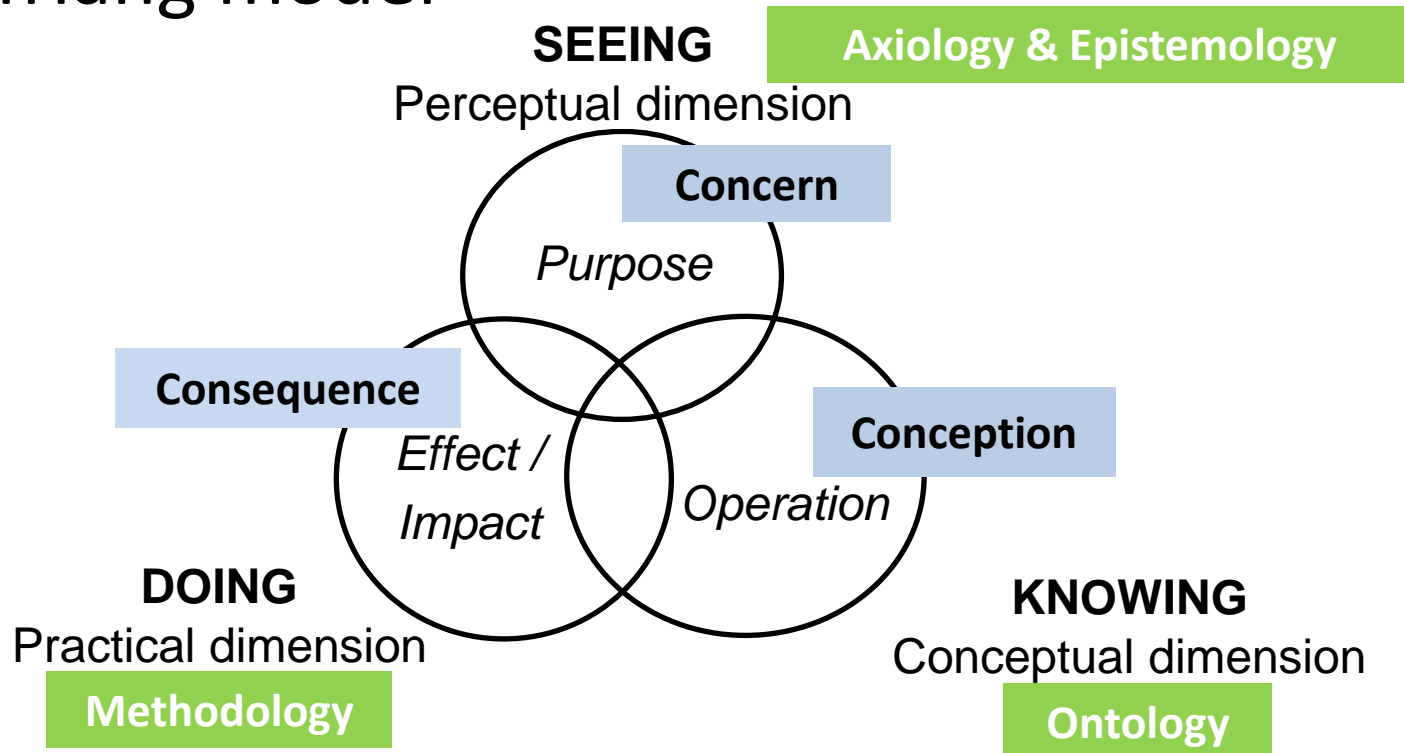 model
SEEING
Axiology & Epistemology
Perceptual dimension
Concern
Purpose
Consequence
Conception
Effect /
Impact
Operation
DOING
Practical dimension
Methodology
KNOWING
Conceptual dimension
Ontology